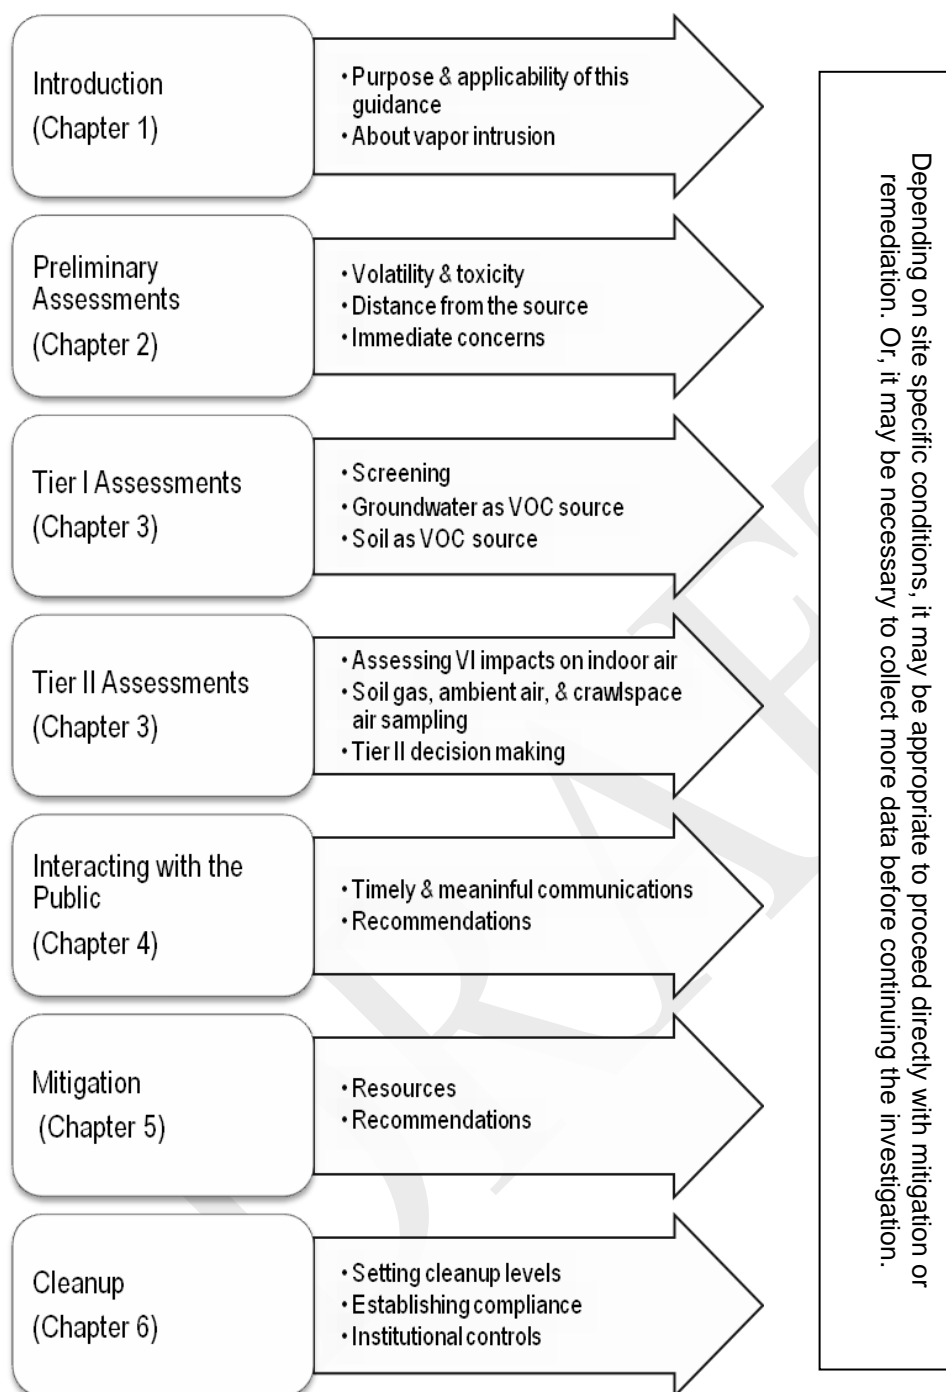 Introduction
(Chapter 1)
• Purpose & applicability of this
guidance
• About vapor intrusion
Preliminary
Assessments
(Chapter 2)
• Volatility & toxicity
• Distance from the source
• Immediate concerns
Tier I Assessments
(Chapter 3)
• Screening
• Groundwater as VOC source
• Soil as VOC source
Tier II Assessments
(Chapter 3)
• Assessing VI impacts on indoor air
• Soil gas, ambient air, & crawlspace
air sampling
• Tier II decision making
Interacting with the
Public
(Chapter 4)
• Timely & meaninful communications
• Recommendations
Mitigation
(Chapter 5)
• Resources
• Recommendations
Cleanup
(Chapter 6)
• Setting cleanup levels
• Establishing compliance
• Institutional controls
Depending on site specific conditions, it may be appropriate to proceed directly with mitigation or
remediation. Or, it may be necessary to collect more data before continuing the investigation.
DRAFT